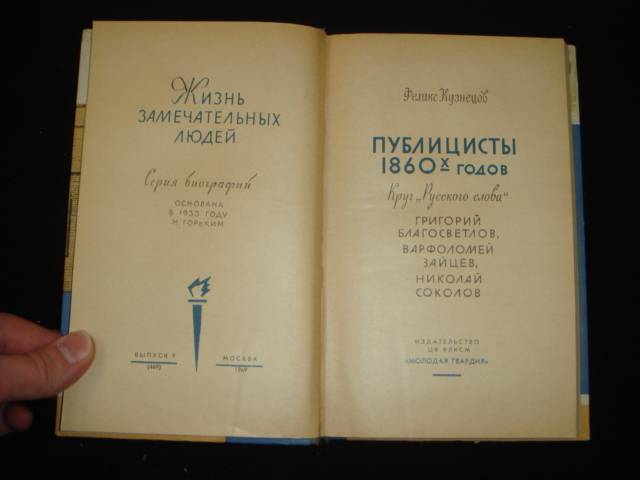 Жизнь
ЗАМЕЧАТЕЛЬНЫХ
ЛЮДЕЙ
Серия биографий
ОСНОВАНА
В 1933 ГОДУ
М. ГОРЬКИМ
ВЫПУСК 9
(469)
МОСКВА
1969
Феликс Кузнецов
ПУБЛИЦИСТЫ
1860х ГОДОВ
Круг „Русского слова“
ГРИГОРИЙ
БЛАГОСВЕТЛОВ,
ВАРФОЛОМЕЙ
ЗАЙЦЕВ,
НИКОЛАЙ
СОКОЛОВ
ИЗДАТЕЛЬСТВО
ЦК ВЛКСМ
«МОЛОДАЯ ГВАРДИЯ»